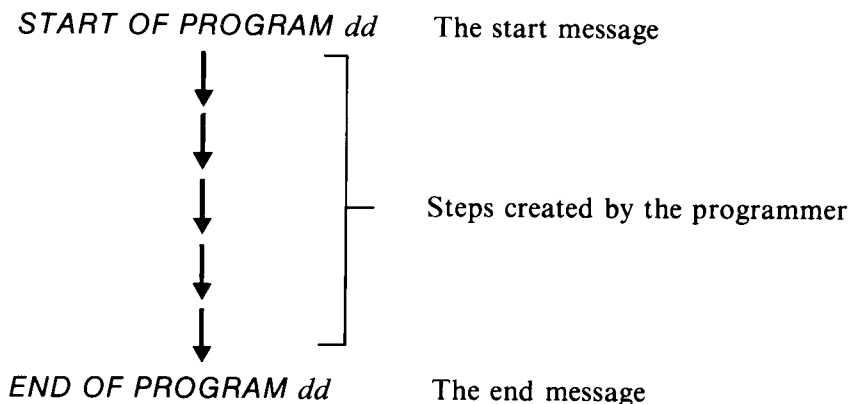 START OF PROGRAM dd The start message
Steps created by the programmer
END OF PROGRAM dd The end message